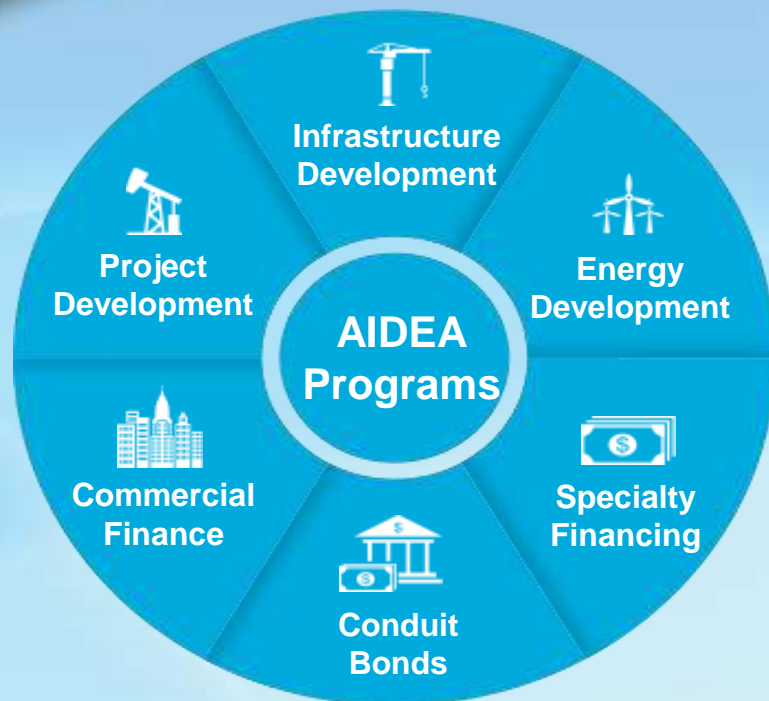 Infrastructure
Development
Project
Development
Energy
Development
AIDEA
Programs
Commercial
Finance
Specialty
Financing
Conduit
Bonds